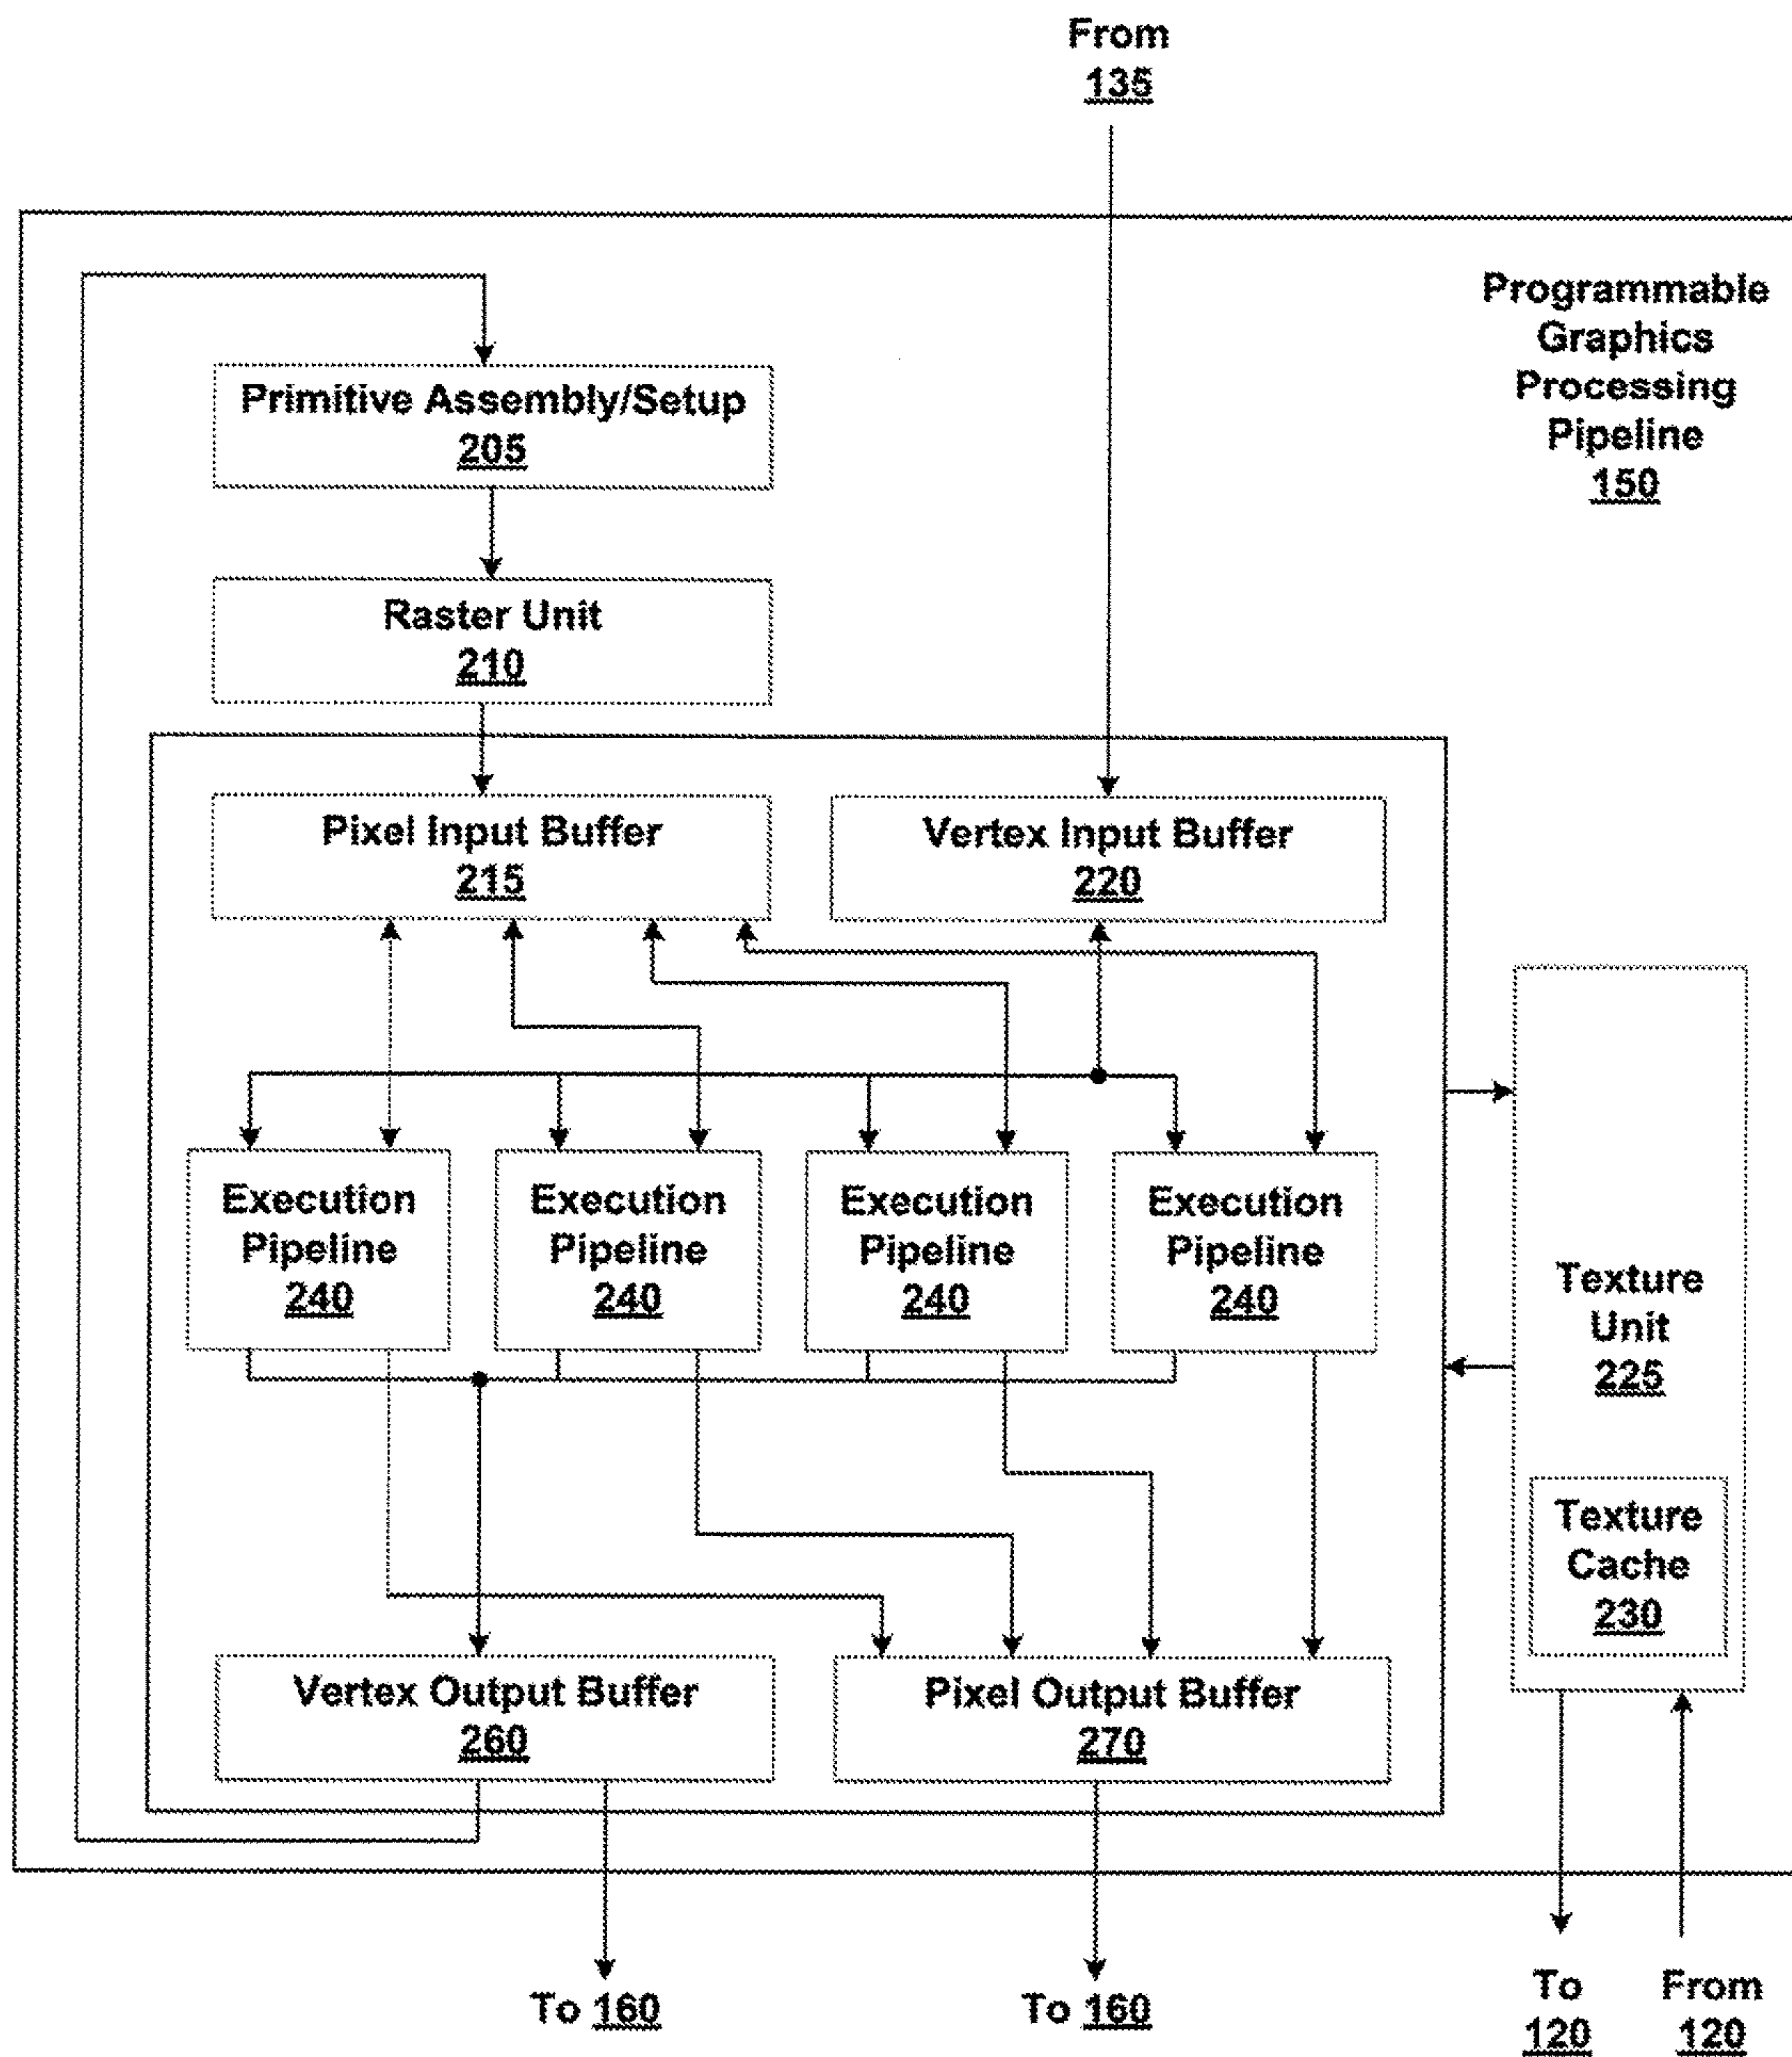 From
135
Programmable
Graphics
Processing
Pipeline
150
Primitive Assembly/Setup
205
Raster Unit
210
Pixel Input Buffer
215
Vertex Input Buffer
220
Execution
Pipeline
240
Execution
Pipeline
240
Execution
Pipeline
240
Execution
Pipeline
240
Texture
Unit
225
Texture
Cache
230
Vertex Output Buffer
260
Pixel Output Buffer
270
To 160
To 160
To
120
From
120